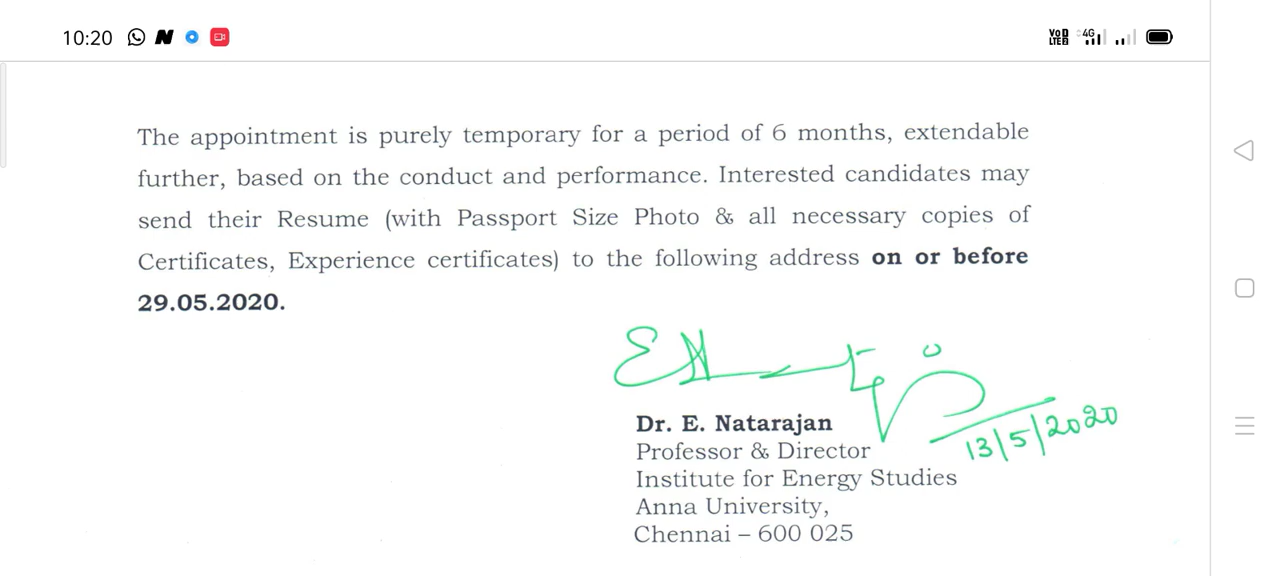 10:20 VoD LTE2 4G
The appointment is purely temporary for a period of 6 months, extendable
further, based on the conduct and performance. Interested candidates may
send their Resume (with Passport Size Photo & all necessary copies of
Certificates, Experience certificates) to the following address on or before
29.05.2020.
13/5/2020
Dr. E. Natarajan
Professor & Director
Institute for Energy Studies
Anna University,
Chennai – 600 025